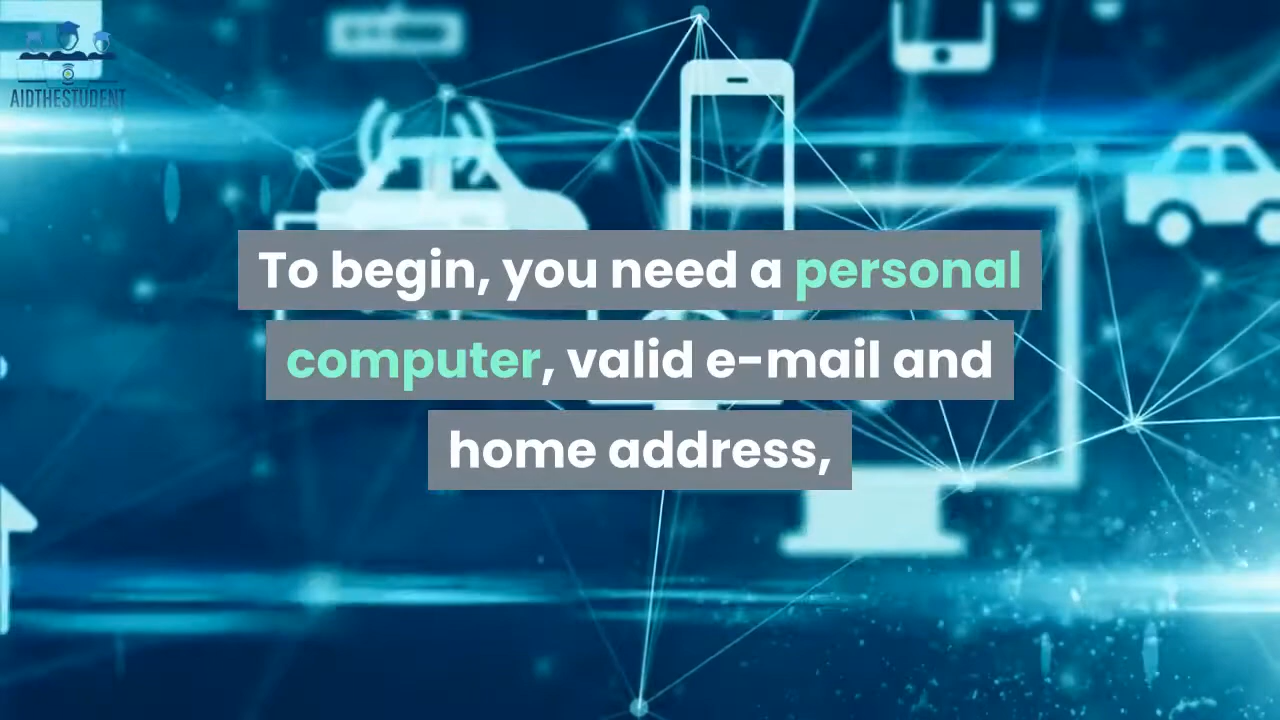 AIDTHESTUDENT
To begin, you need a personal
computer, valid e-mail and
home address,